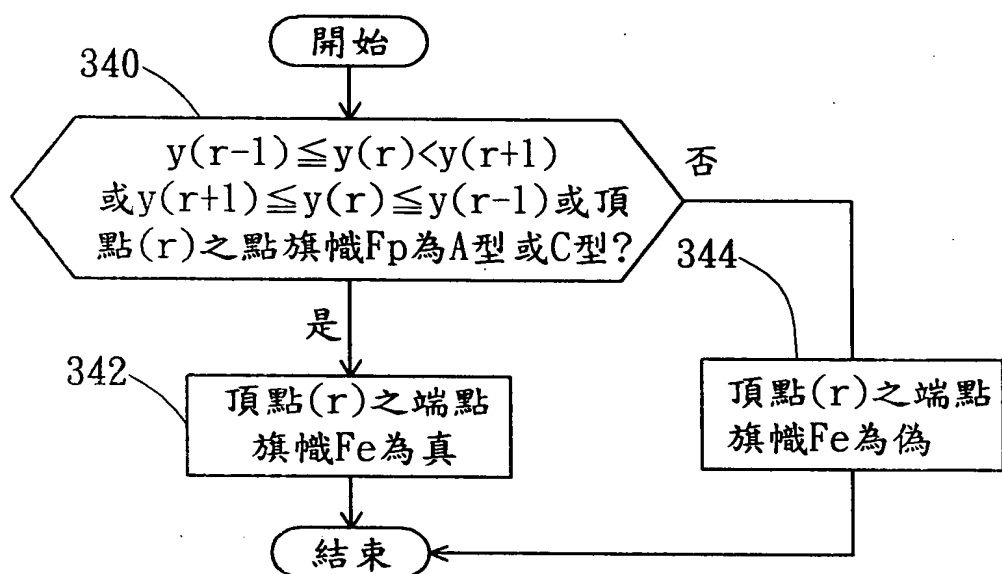 開始
340
y(r-1)≦y(r)<y(r+1)
或y(r+1)≦y(r)≦y(r-1)或頂
點(r)之點旗幟Fp為A型或C型?
否
344
是
342
頂點(r)之端點
旗幟Fe為真
頂點(r)之端點
旗幟Fe為偽
結束